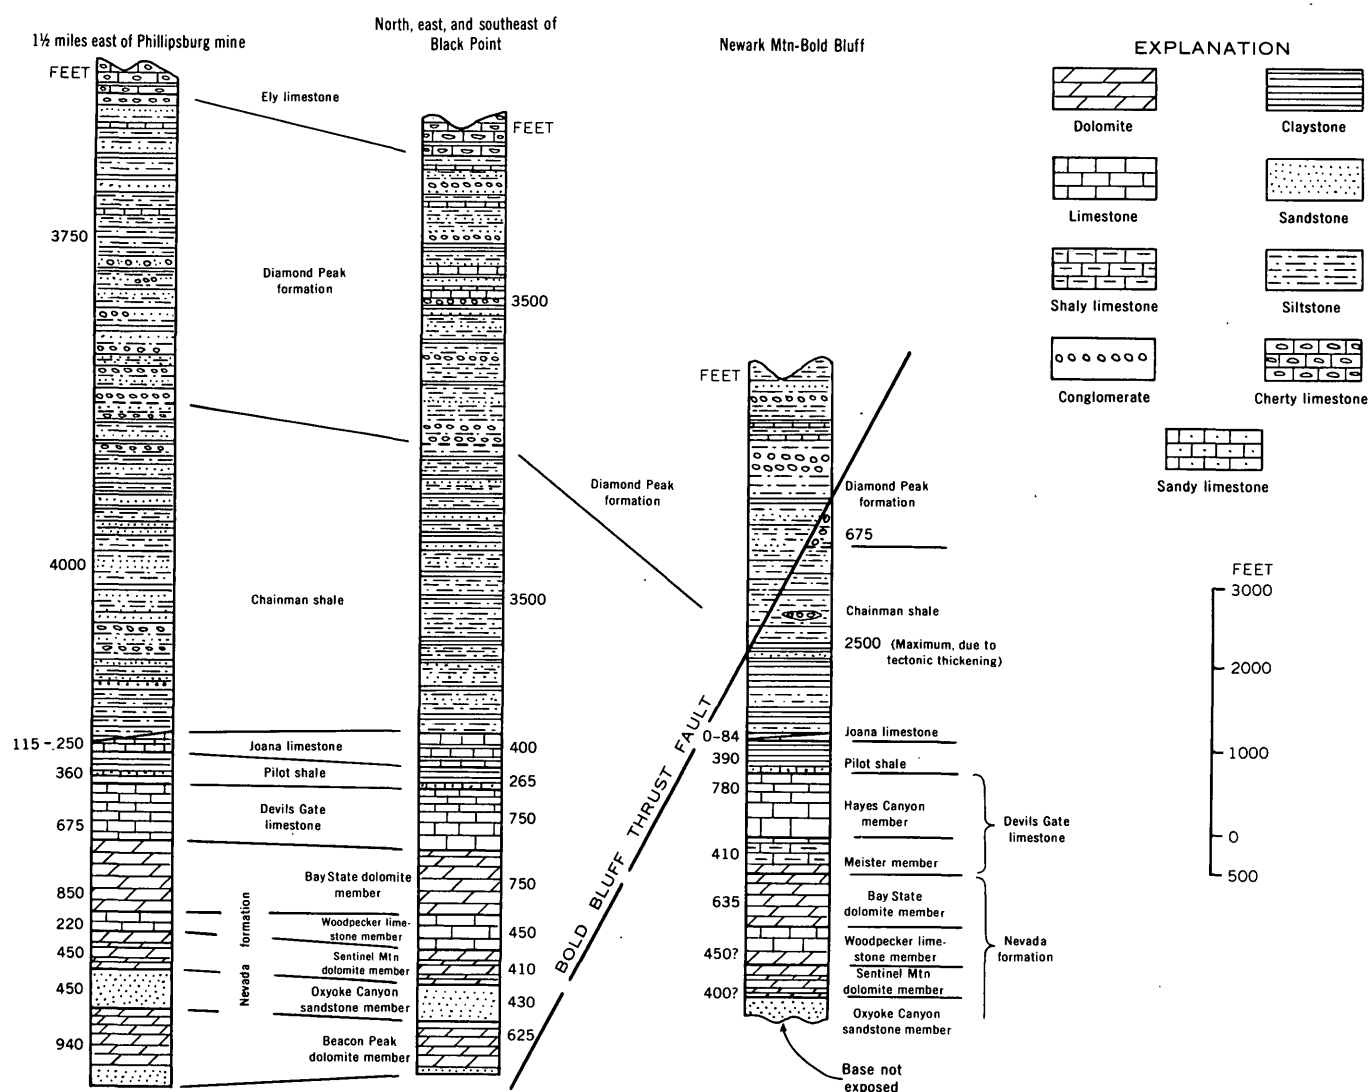 1½ miles east of Phillipsburg mine
North, east, and southeast of
Black Point
Newark Mtn-Bold Bluff
EXPLANATION
FEET
Ely limestone
3750
Diamond Peak
formation
4000
Chainman shale
115-250
Joana limestone
360
Pilot shale
675
Devils Gate
limestone
850
Bay State dolomite
member
220
Woodpecker lime-
stone member
450
Sentinel Mtn
dolomite member
450
Oxyoke Canyon
sandstone member
940
Beacon Peak
dolomite member
Nevada formation
FEET
3500
3500
400
265
750
750
450
410
430
625
Diamond Peak
formation
BOLD BLUFF THRUST FAULT
FEET
Diamond Peak
formation
675
Chainman shale
2500 (Maximum, due to
tectonic thickening)
0-84
Joana limestone
390
Pilot shale
780
Hayes Canyon
member
410
Meister member
Devils Gate
limestone
635
Bay State
dolomite member
450?
Woodpecker lime-
stone member
400?
Sentinel Mtn
dolomite member
Oxyoke Canyon
sandstone member
Nevada
formation
Base not
exposed
Dolomite
Claystone
Limestone
Sandstone
Shaly limestone
Siltstone
Conglomerate
Cherty limestone
Sandy limestone
FEET
3000
2000
1000
0
500